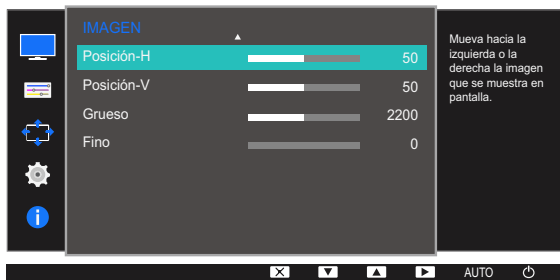 IMAGEN
Posición-H 50
Posición-V 50
Grueso 2200
Fino 0
Mueva hacia la
izquierda o la
derecha la imagen
que se muestra en
pantalla.
AUTO